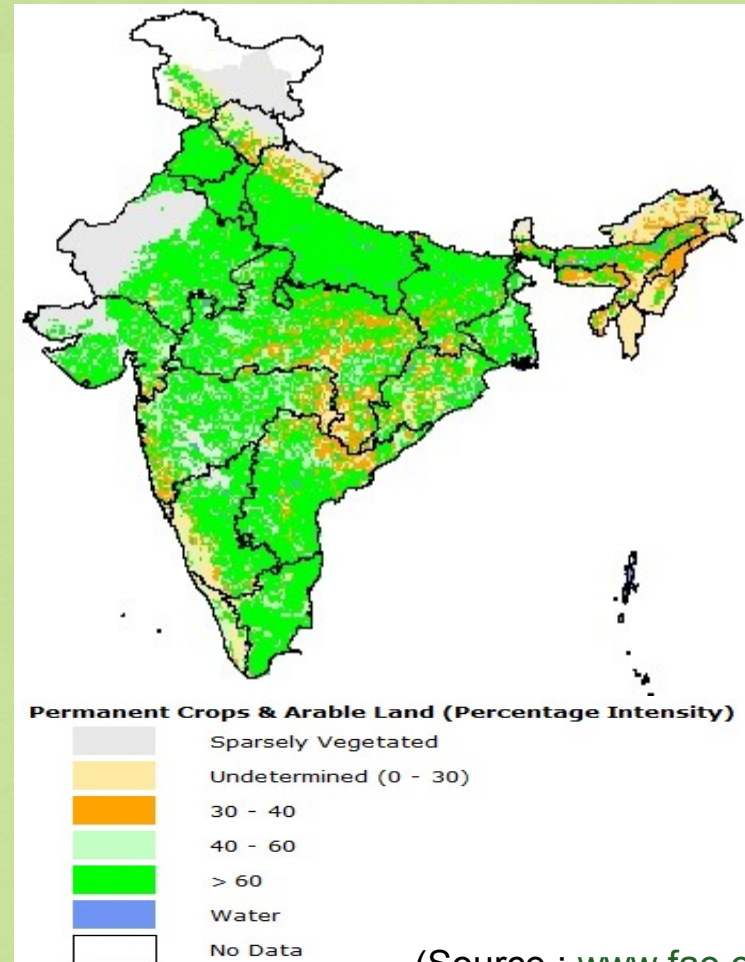 Permanent Crops & Arable Land (Percentage Intensity)
Sparsely Vegetated
Undetermined (0 - 30)
30 - 40
40 - 60
> 60
Water
No Data
(Source : www.fao.